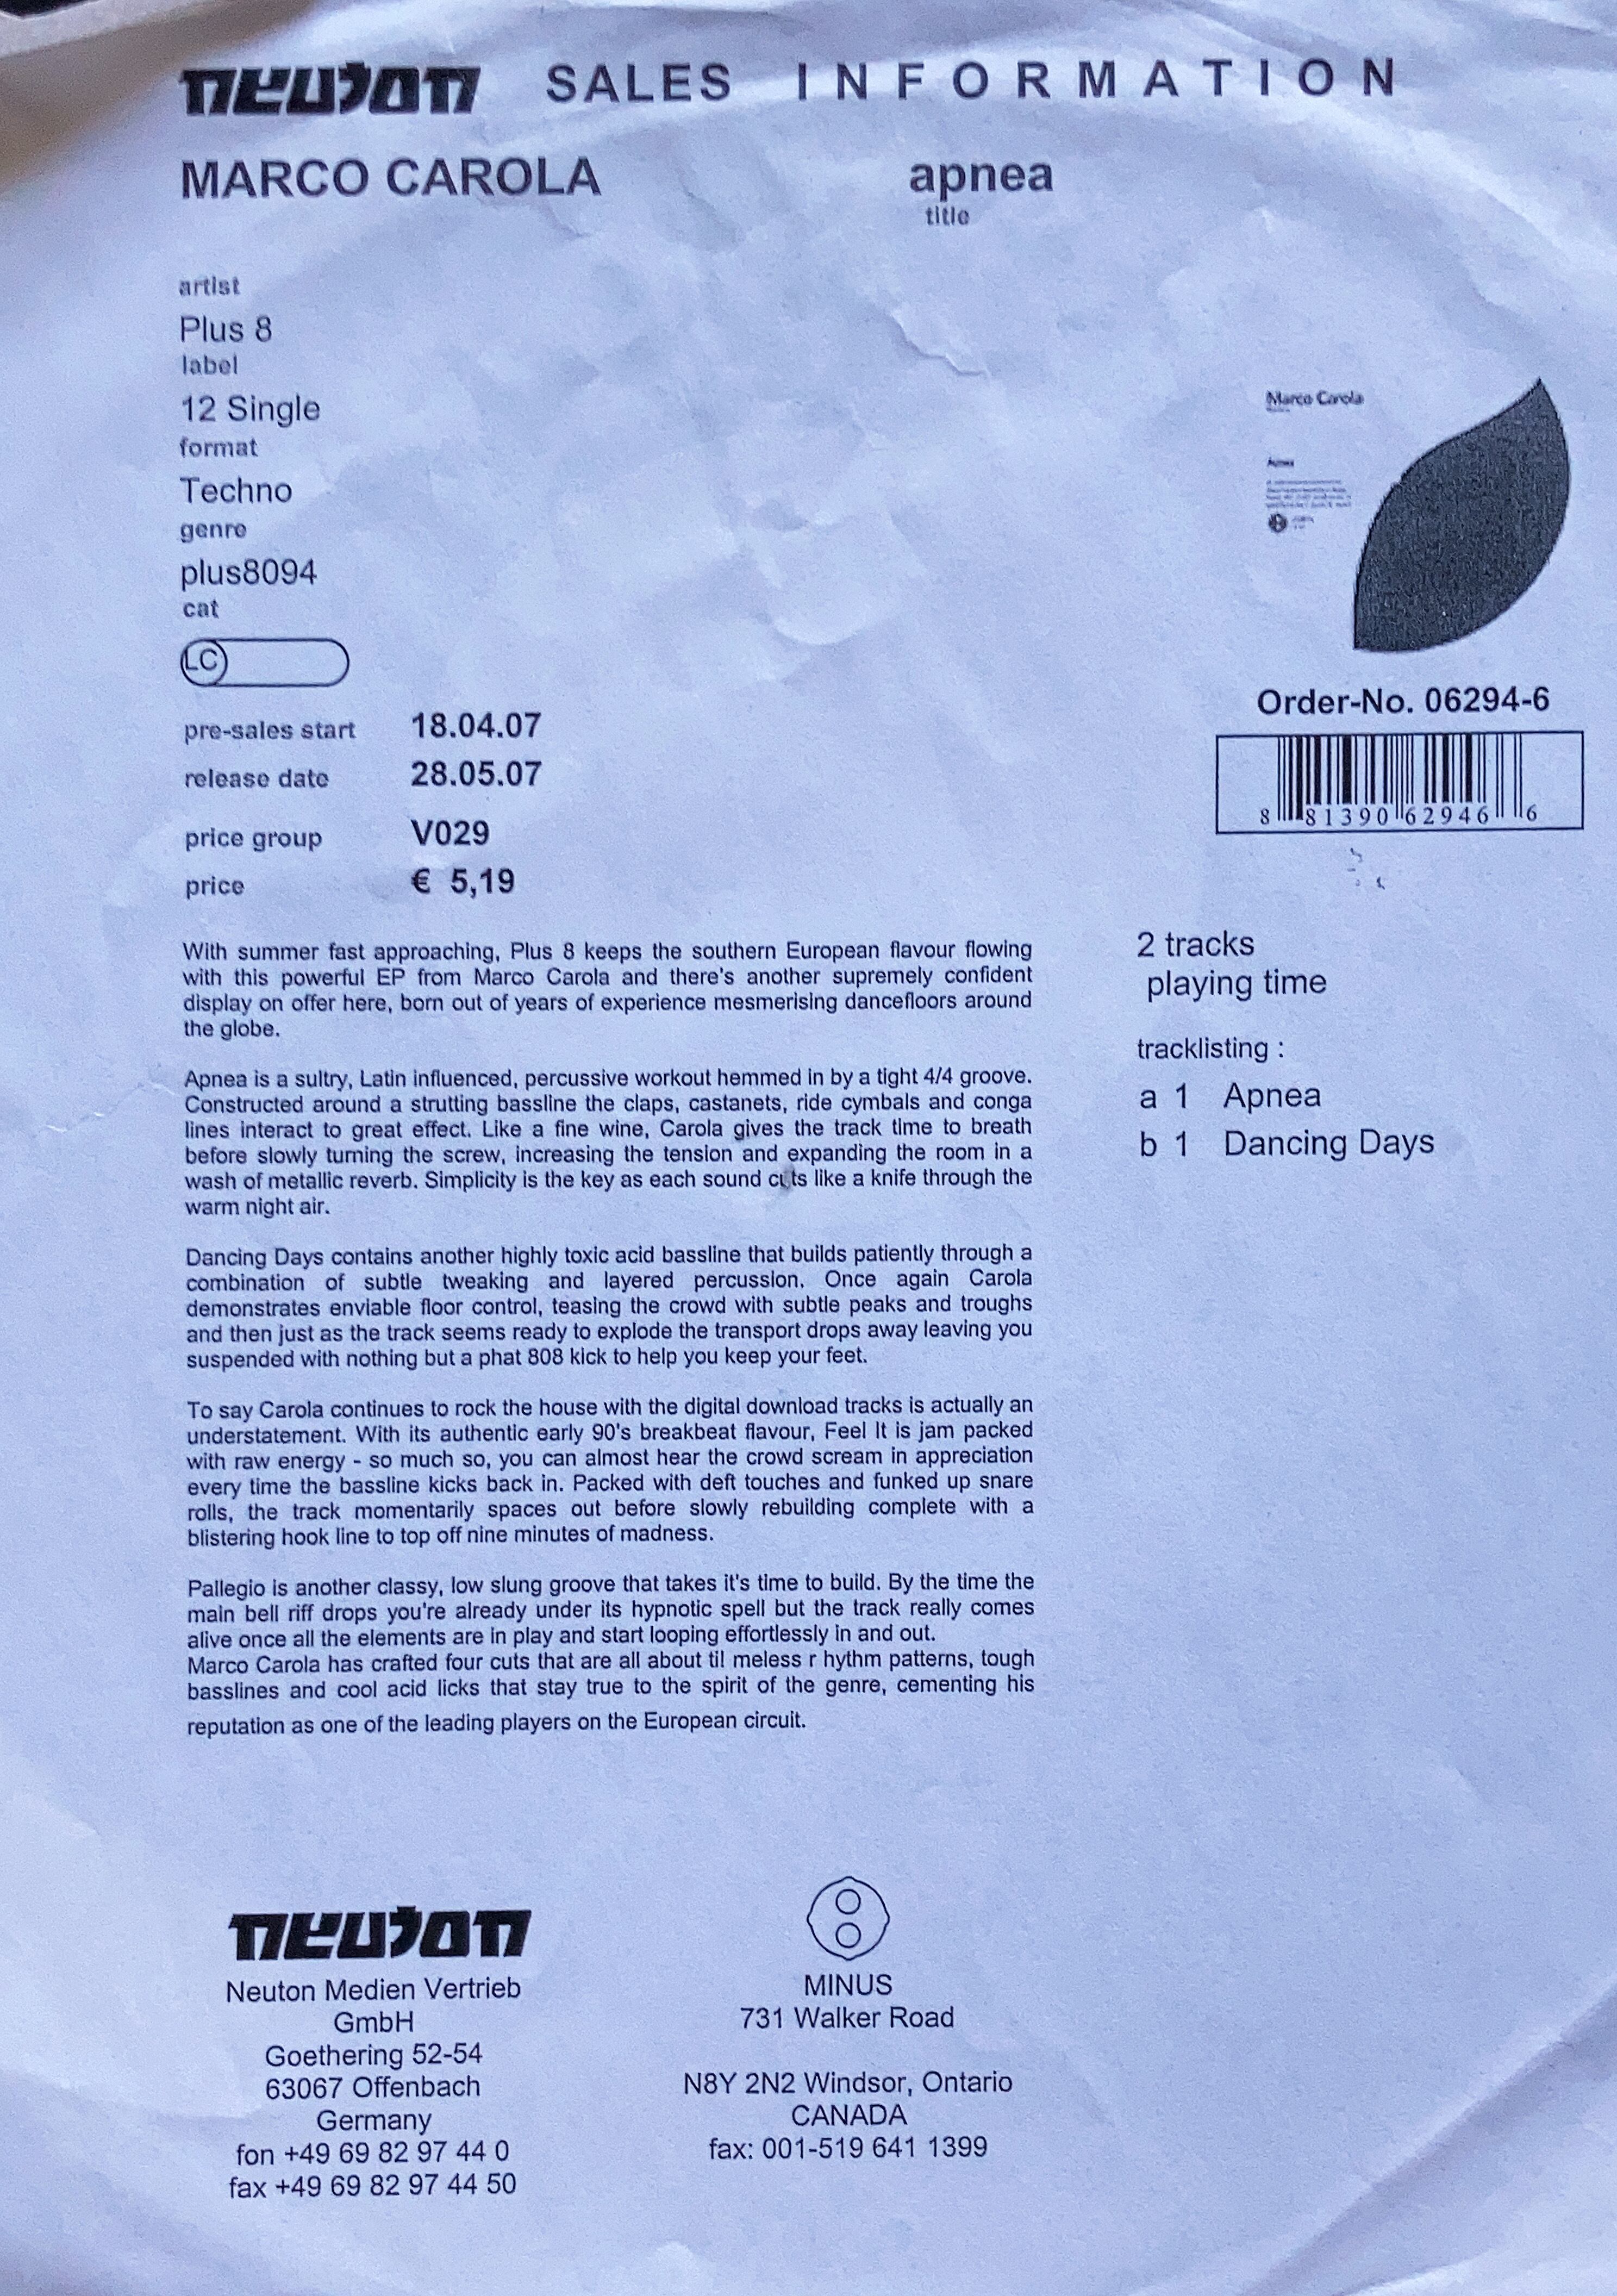 neuton SALES INFORMATION
MARCO CAROLA
apnea
title
artist
Plus 8
label
12 Single
format
Techno
genre
plus8094
cat
LC
Marco Carola
Apnea
Order-No. 06294-6
8 81390 62946 6
pre-sales start 18.04.07
release date 28.05.07
price group V029
price € 5,19
With summer fast approaching, Plus 8 keeps the southern European flavour flowing
with this powerful EP from Marco Carola and there's another supremely confident
display on offer here, born out of years of experience mesmerising dancefloors around
the globe.
Apnea is a sultry, Latin influenced, percussive workout hemmed in by a tight 4/4 groove.
Constructed around a strutting bassline the claps, castanets, ride cymbals and conga
lines interact to great effect. Like a fine wine, Carola gives the track time to breath
before slowly turning the screw, increasing the tension and expanding the room in a
wash of metallic reverb. Simplicity is the key as each sound cuts like a knife through the
warm night air.
Dancing Days contains another highly toxic acid bassline that builds patiently through a
combination of subtle tweaking and layered percussion. Once again Carola
demonstrates enviable floor control, teasing the crowd with subtle peaks and troughs
and then just as the track seems ready to explode the transport drops away leaving you
suspended with nothing but a phat 808 kick to help you keep your feet.
To say Carola continues to rock the house with the digital download tracks is actually an
understatement. With its authentic early 90's breakbeat flavour, Feel It is jam packed
with raw energy - so much so, you can almost hear the crowd scream in appreciation
every time the bassline kicks back in. Packed with deft touches and funked up snare
rolls, the track momentarily spaces out before slowly rebuilding complete with a
blistering hook line to top off nine minutes of madness.
Pallegio is another classy, low slung groove that takes it's time to build. By the time the
main bell riff drops you're already under its hypnotic spell but the track really comes
alive once all the elements are in play and start looping effortlessly in and out.
Marco Carola has crafted four cuts that are all about til meless r hythm patterns, tough
basslines and cool acid licks that stay true to the spirit of the genre, cementing his
reputation as one of the leading players on the European circuit.
2 tracks
playing time
tracklisting :
a 1 Apnea
b 1 Dancing Days
neuton
Neuton Medien Vertrieb
GmbH
Goethering 52-54
63067 Offenbach
Germany
fon +49 69 82 97 44 0
fax +49 69 82 97 44 50
MINUS
731 Walker Road
N8Y 2N2 Windsor, Ontario
CANADA
fax: 001-519 641 1399